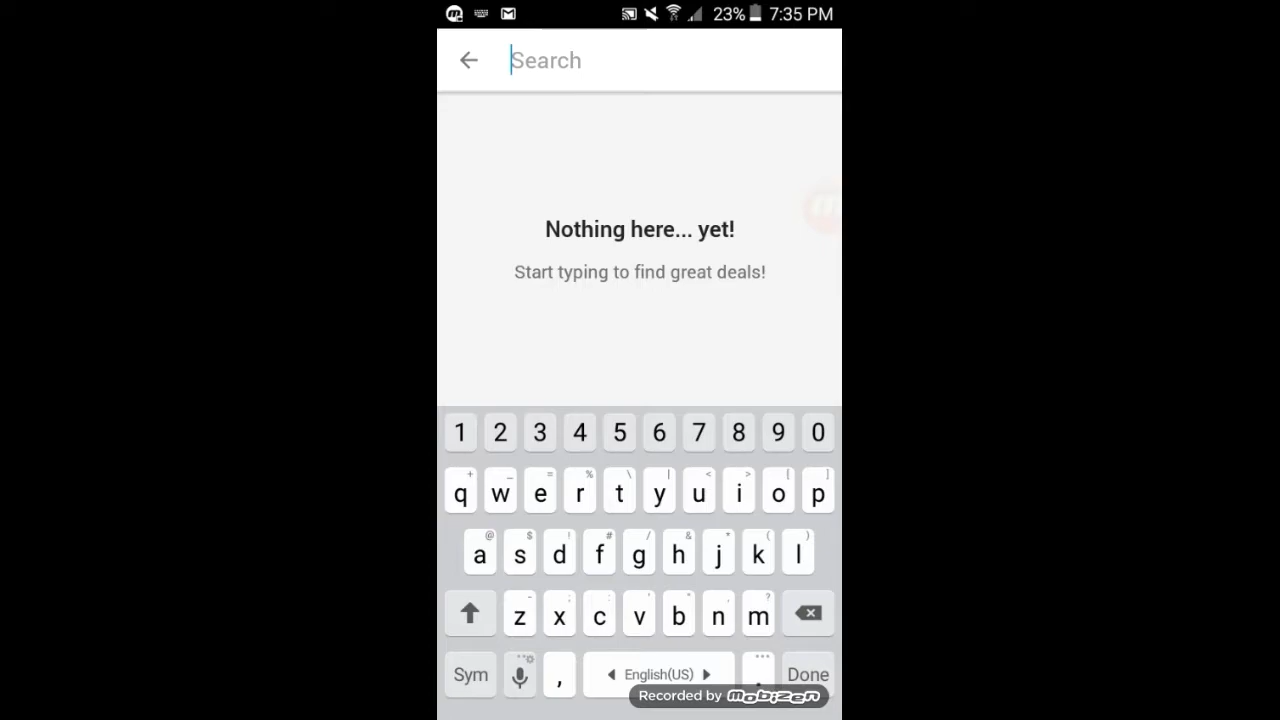 23% 7:35 PM
Search
Nothing here... yet!
Start typing to find great deals!
1 2 3 4 5 6 7 8 9 0
+ _ = % \ | < > [ ]
q w e r t y u i o p
@ $ ! # / & * ( )
a s d f g h j k l
- ; : ' " , ?
z x c v b n m
Sym , English(US) . Done
Recorded by mobizen